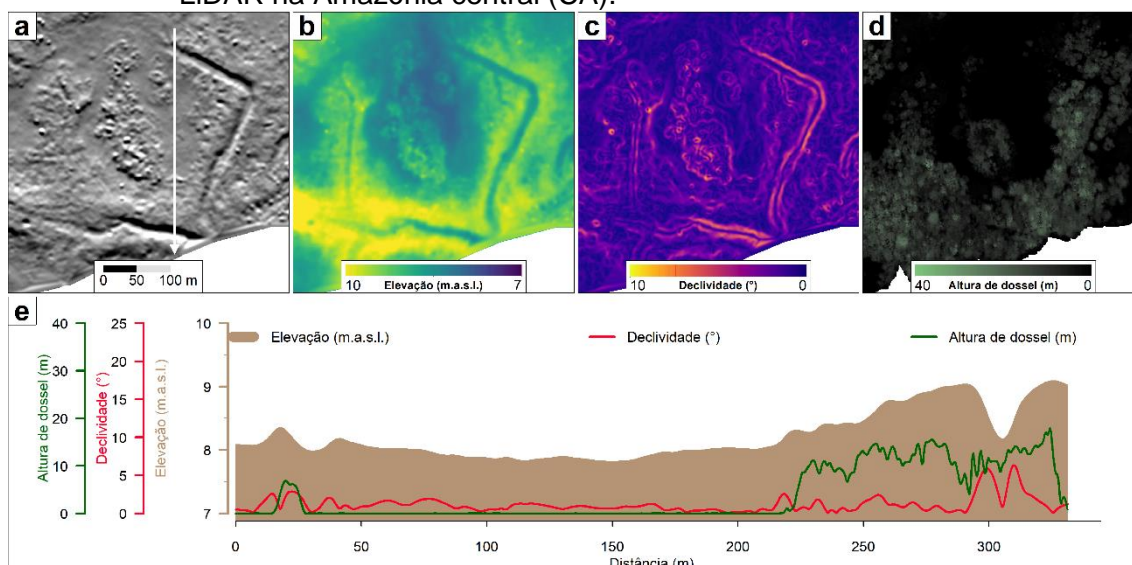 LiDAR na Amazônia central (CA).
a
b
c
d
0 50 100 m
10 Elevação (m.a.s.l.) 7
10 Declividade (°) 0
40 Altura de dossel (m) 0
e
Elevação (m.a.s.l.)
Declividade (°)
Altura de dossel (m)
Altura de dossel (m)
40
30
20
10
0
Declividade (°)
25
20
15
10
5
0
Elevação (m.a.s.l.)
10
9
8
7
0 50 100 150 200 250 300
Distância (m)